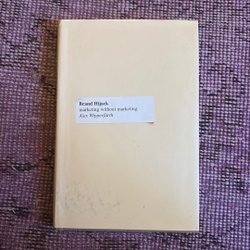 Brand Hijack
marketing without marketing
Alex Wipperfürth